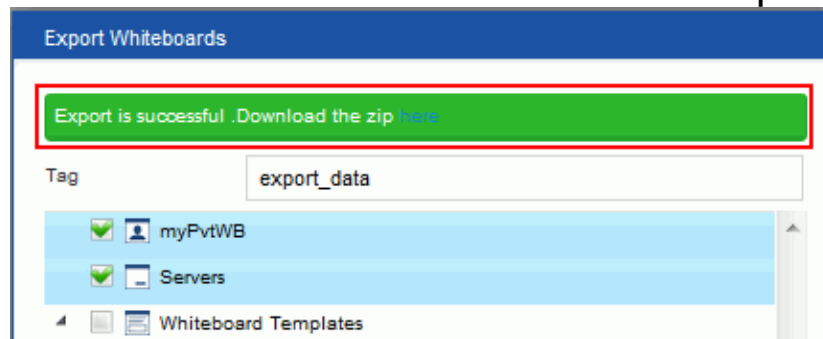 Export Whiteboards
Export is successful .Download the zip here
Tag
export_data
myPvtWB
Servers
Whiteboard Templates